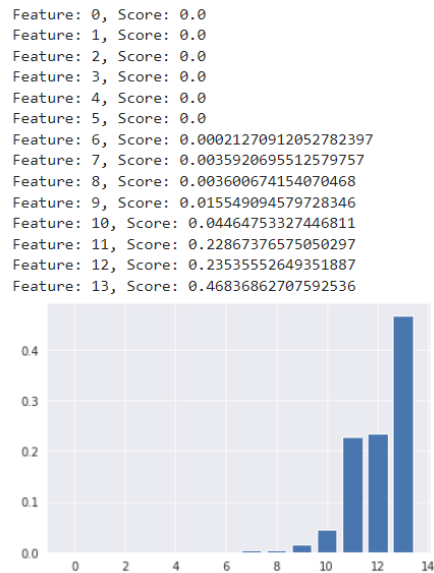 Feature: 0, Score: 0.0
Feature: 1, Score: 0.0
Feature: 2, Score: 0.0
Feature: 3, Score: 0.0
Feature: 4, Score: 0.0
Feature: 5, Score: 0.0
Feature: 6, Score: 0.00021270912052782397
Feature: 7, Score: 0.0035920695512579757
Feature: 8, Score: 0.003600674154070468
Feature: 9, Score: 0.015549094579728346
Feature: 10, Score: 0.04464753327446811
Feature: 11, Score: 0.22867376575050297
Feature: 12, Score: 0.23535552649351887
Feature: 13, Score: 0.46836862707592536
0.4
0.3
0.2
0.1
0.0
0 2 4 6 8 10 12 14